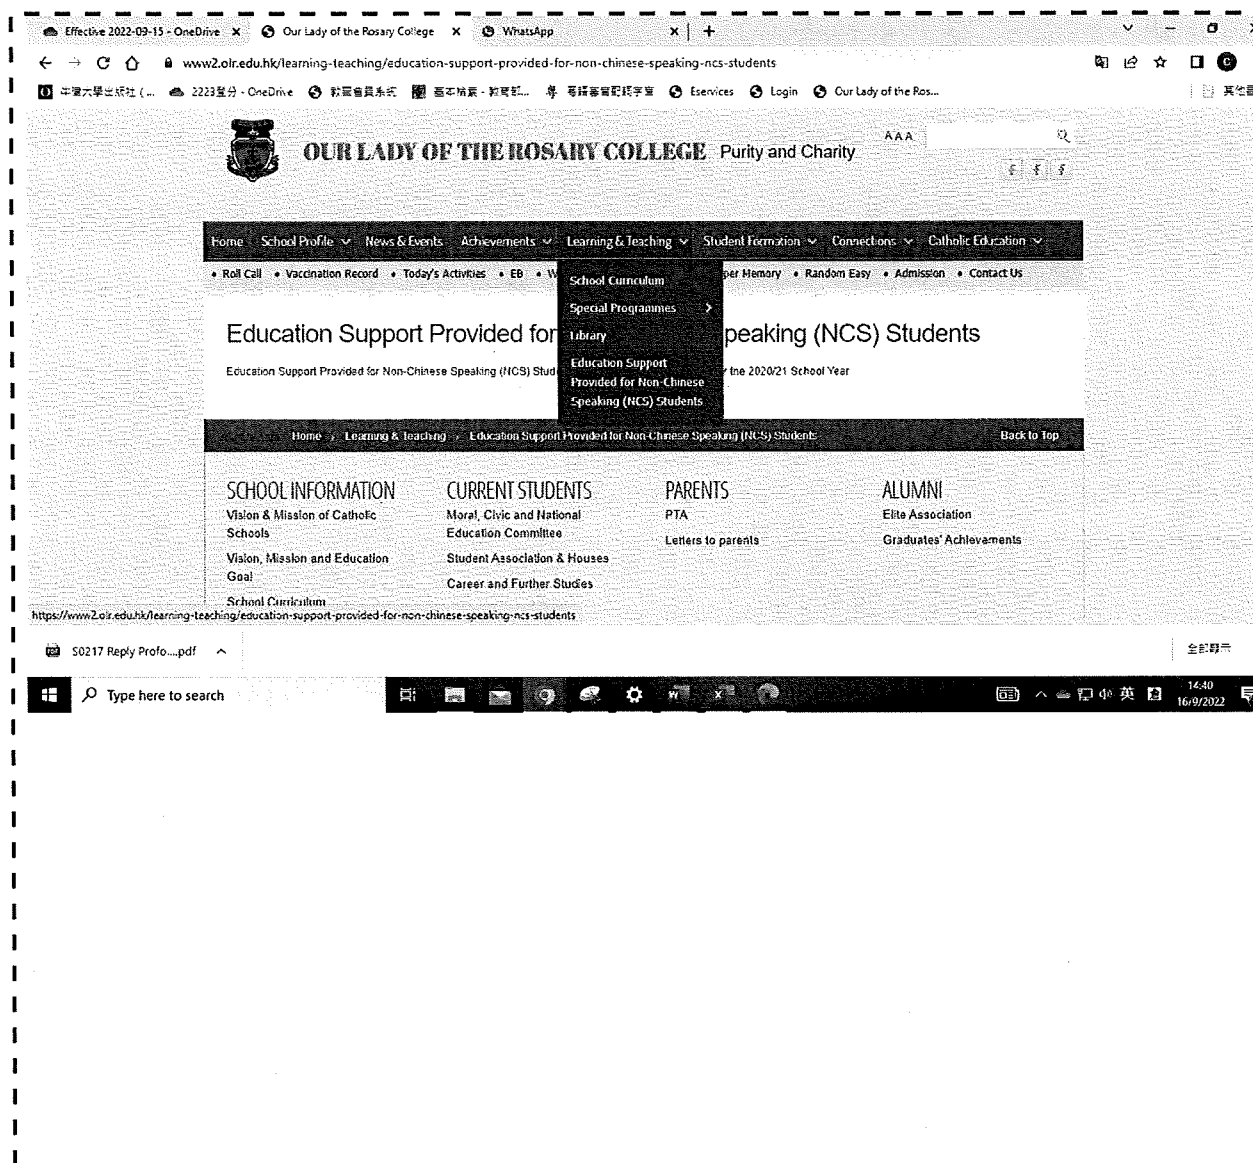 Effective 2022-09-15 - OneDrive
Our Lady of the Rosary College
WhatsApp
www2.olr.edu.hk/learning-teaching/education-support-provided-for-non-chinese-speaking-ncs-students
2223登分 - OneDrive
Eservices
Login
Our Lady of the Ros...
OUR LADY OF THE ROSARY COLLEGE Purity and Charity
A A A
Home School Profile News & Events Achievements Learning & Teaching Student Formation Connections Catholic Education
• Roll Call • Vaccination Record • Today's Activities • EB • W
per Memory • Random Easy • Admission • Contact Us
School Curriculum
Special Programmes
Library
Education Support
Provided for Non-Chinese
Speaking (NCS) Students
Education Support Provided for
peaking (NCS) Students
Education Support Provided for Non-Chinese Speaking (NCS) Stud
r the 2020/21 School Year
Home Learning & Teaching Education Support Provided for Non-Chinese Speaking (NCS) Students
Back to Top
SCHOOL INFORMATION
Vision & Mission of Catholic
Schools
Vision, Mission and Education
Goal
School Curriculum
CURRENT STUDENTS
Moral, Civic and National
Education Committee
Student Association & Houses
Career and Further Studies
PARENTS
PTA
Letters to parents
ALUMNI
Elite Association
Graduates' Achievements
https://www2.olr.edu.hk/learning-teaching/education-support-provided-for-non-chinese-speaking-ncs-students
S0217 Reply Profo....pdf
全部顯示
Type here to search
英
14:40
16/9/2022